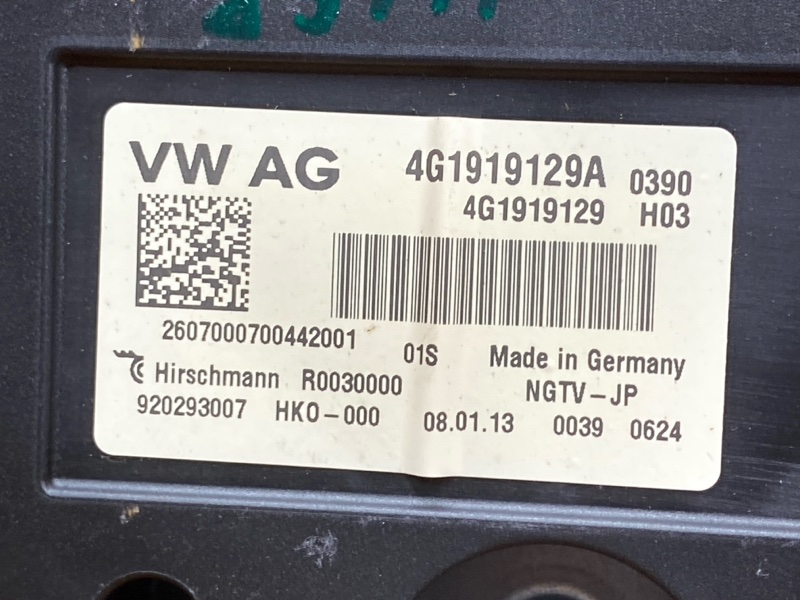 VW AG 4G1919129A 0390
4G1919129 H03
2607000700442001 01S Made in Germany
Hirschmann R0030000 NGTV-JP
920293007 HKO-000 08.01.13 0039 0624